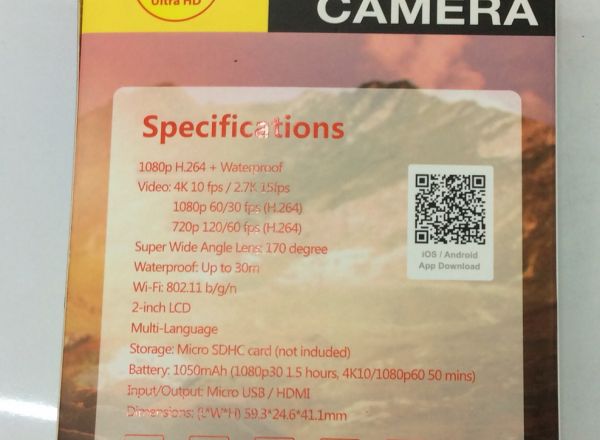 Ultra HD
CAMERA
Specifications
1080p H.264 + Waterproof
Video: 4K 10 fps / 2.7K 15fps
1080p 60/30 fps (H.264)
720p 120/60 fps (H.264)
Super Wide Angle Lens 170 degree
Waterproof: Up to 30m
Wi-Fi: 802.11 b/g/n
2-inch LCD
Multi-Language
Storage: Micro SDHC card (not included)
Battery: 1050mAh (1080p30 1.5 hours, 4K10/1080p60 50 mins)
Input/Output: Micro USB / HDMI
Dimensions: (L*W*H) 59.3*24.6*41.1mm
iOS / Android
App Download